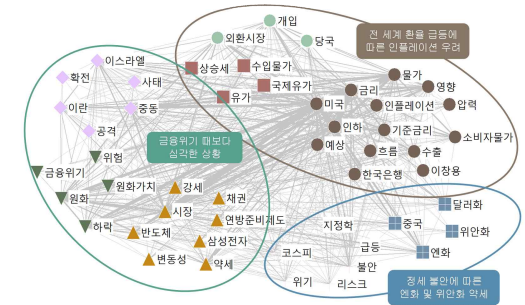 개입
외환시장
당국
전 세계 환율 급등에
따른 인플레이션 우려
이스라엘
상승세
수입물가
확전
사태
국제유가
물가
금리
영향
유가
미국
인플레이션
압력
이란
중동
공격
인하
기준금리
소비자물가
금융위기 때보다
심각한 상황
예상
흐름
수출
위험
금융위기
한국은행
이창용
원화가치
강세
원화
채권
달러화
시장
연방준비제도
중국
위안화
하락
반도체
지정학
삼성전자
급등
코스피
엔화
변동성
약세
불안
위기
리스크
정세 불안에 따른
엔화 및 위안화 약세